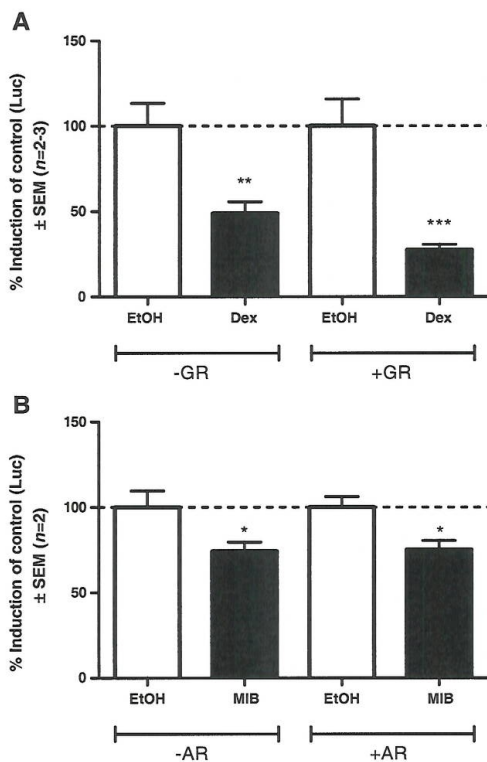 A
% Induction of control (Luc)
± SEM (n=2-3)
150
100
50
0
**
***
EtOH
Dex
EtOH
Dex
-GR
+GR
B
% Induction of control (Luc)
± SEM (n=2)
150
100
50
0
*
*
EtOH
MIB
EtOH
MIB
-AR
+AR